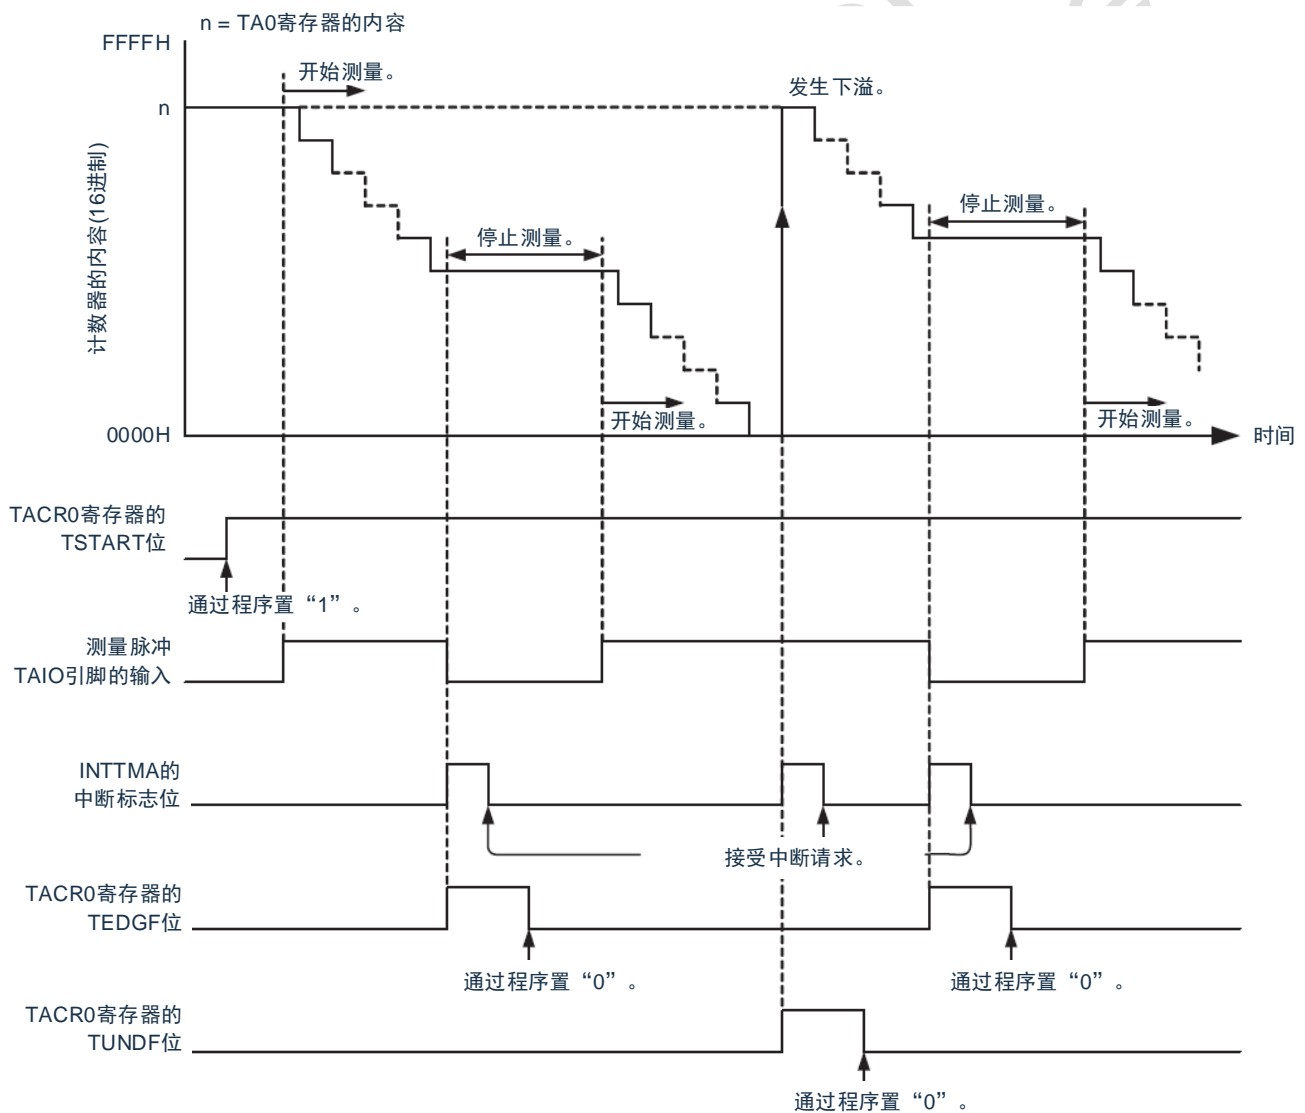 n = TA0寄存器的内容
FFFFH
开始测量。
发生下溢。
n
计数器的内容(16进制)
停止测量。
停止测量。
开始测量。
开始测量。
0000H
时间
TACR0寄存器的
TSTART位
通过程序置“1”。
测量脉冲
TAIO引脚的输入
INTTMA的
中断标志位
接受中断请求。
TACR0寄存器的
TEDGF位
通过程序置“0”。
通过程序置“0”。
TACR0寄存器的
TUNDF位
通过程序置“0”。